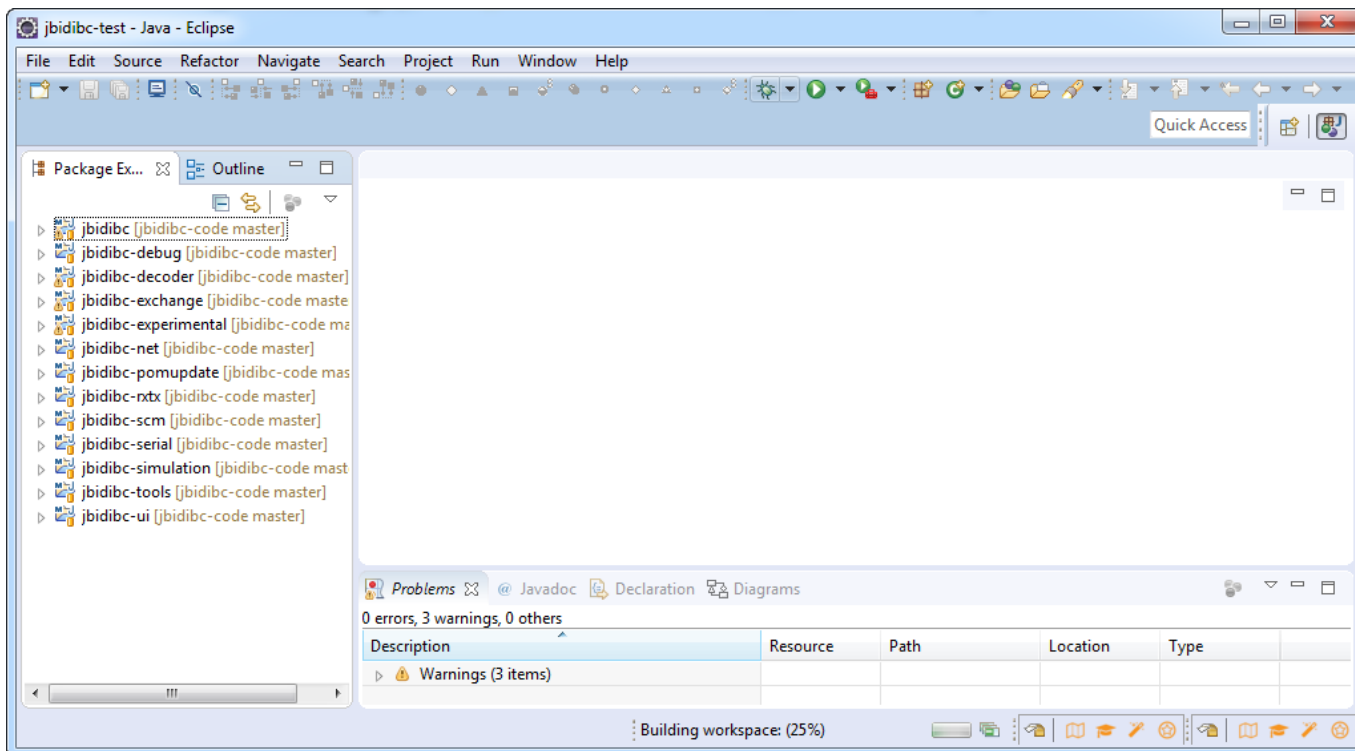 jbidibc-test - Java - Eclipse
File Edit Source Refactor Navigate Search Project Run Window Help
Quick Access
Package Ex... Outline
jbidibc [jbidibc-code master]
jbidibc-debug [jbidibc-code master]
jbidibc-decoder [jbidibc-code master]
jbidibc-exchange [jbidibc-code maste
jbidibc-experimental [jbidibc-code ma
jbidibc-net [jbidibc-code master]
jbidibc-pomupdate [jbidibc-code mas
jbidibc-rxtx [jbidibc-code master]
jbidibc-scm [jbidibc-code master]
jbidibc-serial [jbidibc-code master]
jbidibc-simulation [jbidibc-code mast
jbidibc-tools [jbidibc-code master]
jbidibc-ui [jbidibc-code master]
Problems @ Javadoc Declaration Diagrams
0 errors, 3 warnings, 0 others
Description Resource Path Location Type
Warnings (3 items)
Building workspace: (25%)